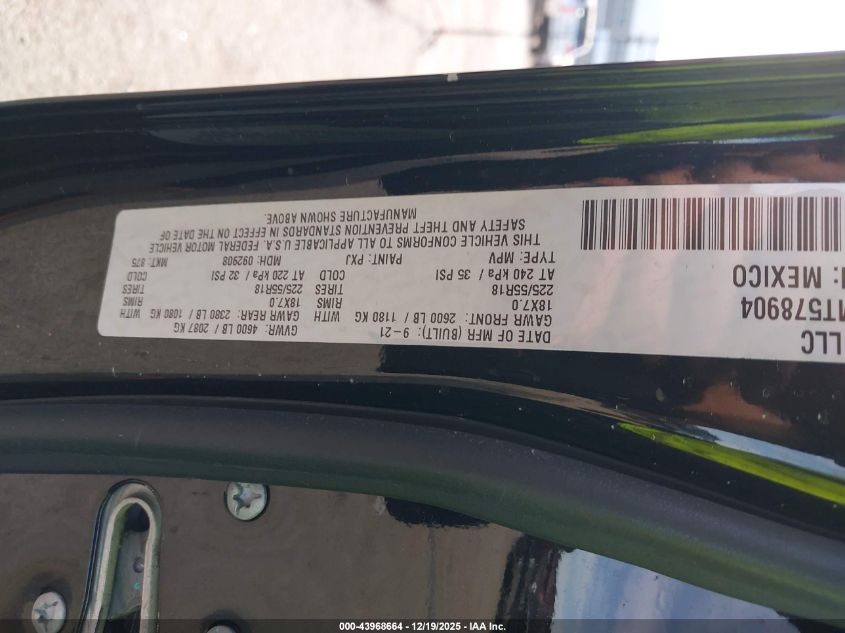 LLC
DATE OF MFR (BUILT): 9-21 GVWR: 4600 LB / 2087 KG
MT578904
GAWR FRONT: 2600 LB / 1180 KG WITH GAWR REAR: 2380 LB / 1080 KG WITH
18X7.0 RIMS 18X7.0 RIMS
: MEXICO
225/55R18 TIRES 225/55R18 TIRES
AT 240 kPa / 35 PSI COLD AT 220 kPa / 32 PSI COLD
TYPE: MPV PAINT: PXJ MDH: 092908 MKT: 875
THIS VEHICLE CONFORMS TO ALL APPLICABLE U.S.A. FEDERAL MOTOR VEHICLE
SAFETY AND THEFT PREVENTION STANDARDS IN EFFECT ON THE DATE OF
MANUFACTURE SHOWN ABOVE.
000-43968664 - 12/19/2025 - IAA Inc.